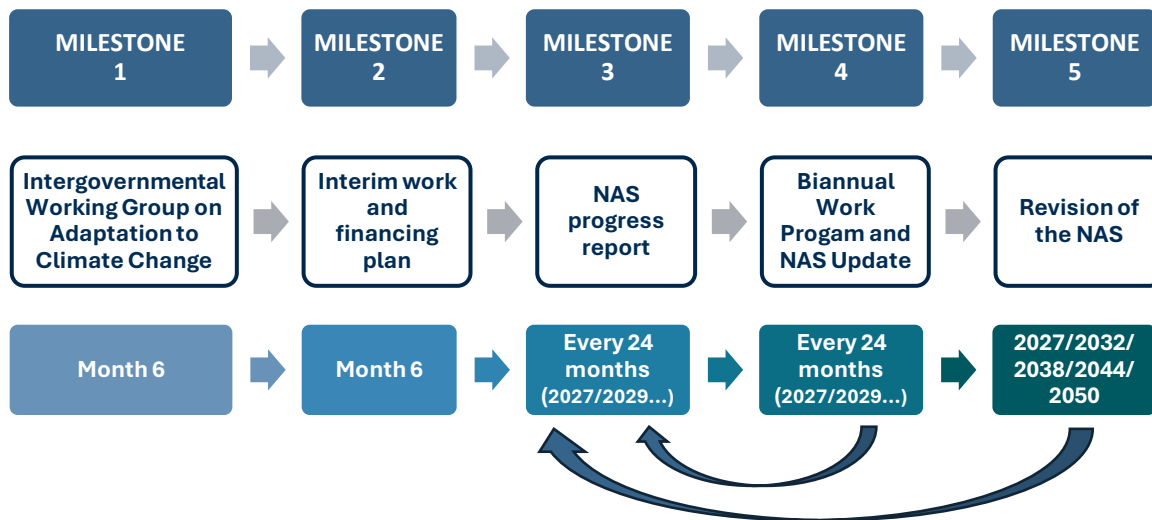 MILESTONE
1
MILESTONE
2
MILESTONE
3
MILESTONE
4
MILESTONE
5
Intergovernmental
Working Group on
Adaptation to
Climate Change
Interim work
and
financing
plan
NAS
progress
report
Biannual
Work
Progam and
NAS Update
Revision of
the NAS
Month 6
Month 6
Every 24
months
(2027/2029...)
Every 24
months
(2027/2029...)
2027/2032/
2038/2044/
2050